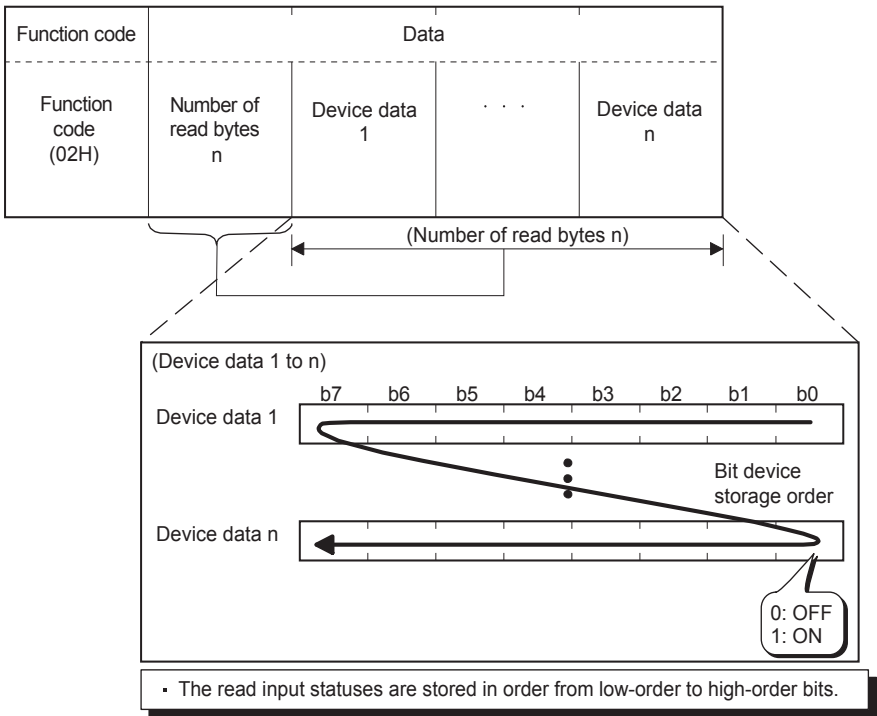 Function code
Data
Function
code
(02H)
Number of
read bytes
n
Device data
1
. . .
Device data
n
(Number of read bytes n)
(Device data 1 to n)
b7 b6 b5 b4 b3 b2 b1 b0
Device data 1
Bit device
storage order
Device data n
0: OFF
1: ON
▪ The read input statuses are stored in order from low-order to high-order bits.